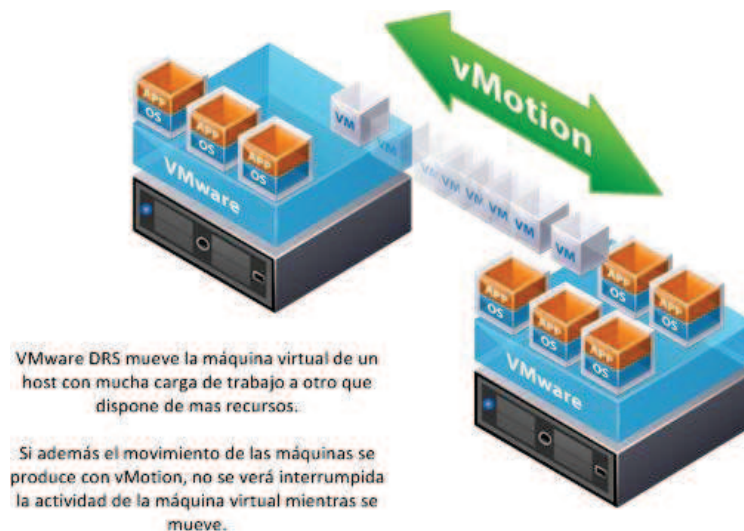 vMotion
APP
OS
APP
OS
APP
OS
VM
VM
VM
VM
VM
VM
VM
VM
VMware
APP
OS
APP
OS
APP
OS
APP
OS
APP
OS
VMware
VMware DRS mueve la máquina virtual de un
host con mucha carga de trabajo a otro que
dispone de mas recursos.
Si además el movimiento de las máquinas se
produce con vMotion, no se verá interrumpida
la actividad de la máquina virtual mientras se
mueve.